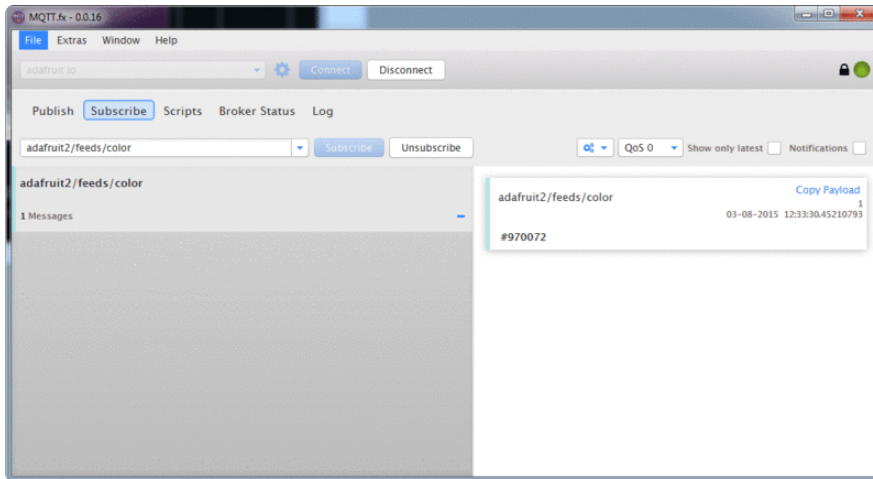 MQTT.fx - 0.0.16
File Extras Window Help
adafruit io Connect Disconnect
Publish Subscribe Scripts Broker Status Log
adafruit2/feeds/color Subscribe Unsubscribe QoS 0 Show only latest Notifications
adafruit2/feeds/color
1 Messages
adafruit2/feeds/color Copy Payload
1
03-08-2015 12:33:30.45210793
#970072